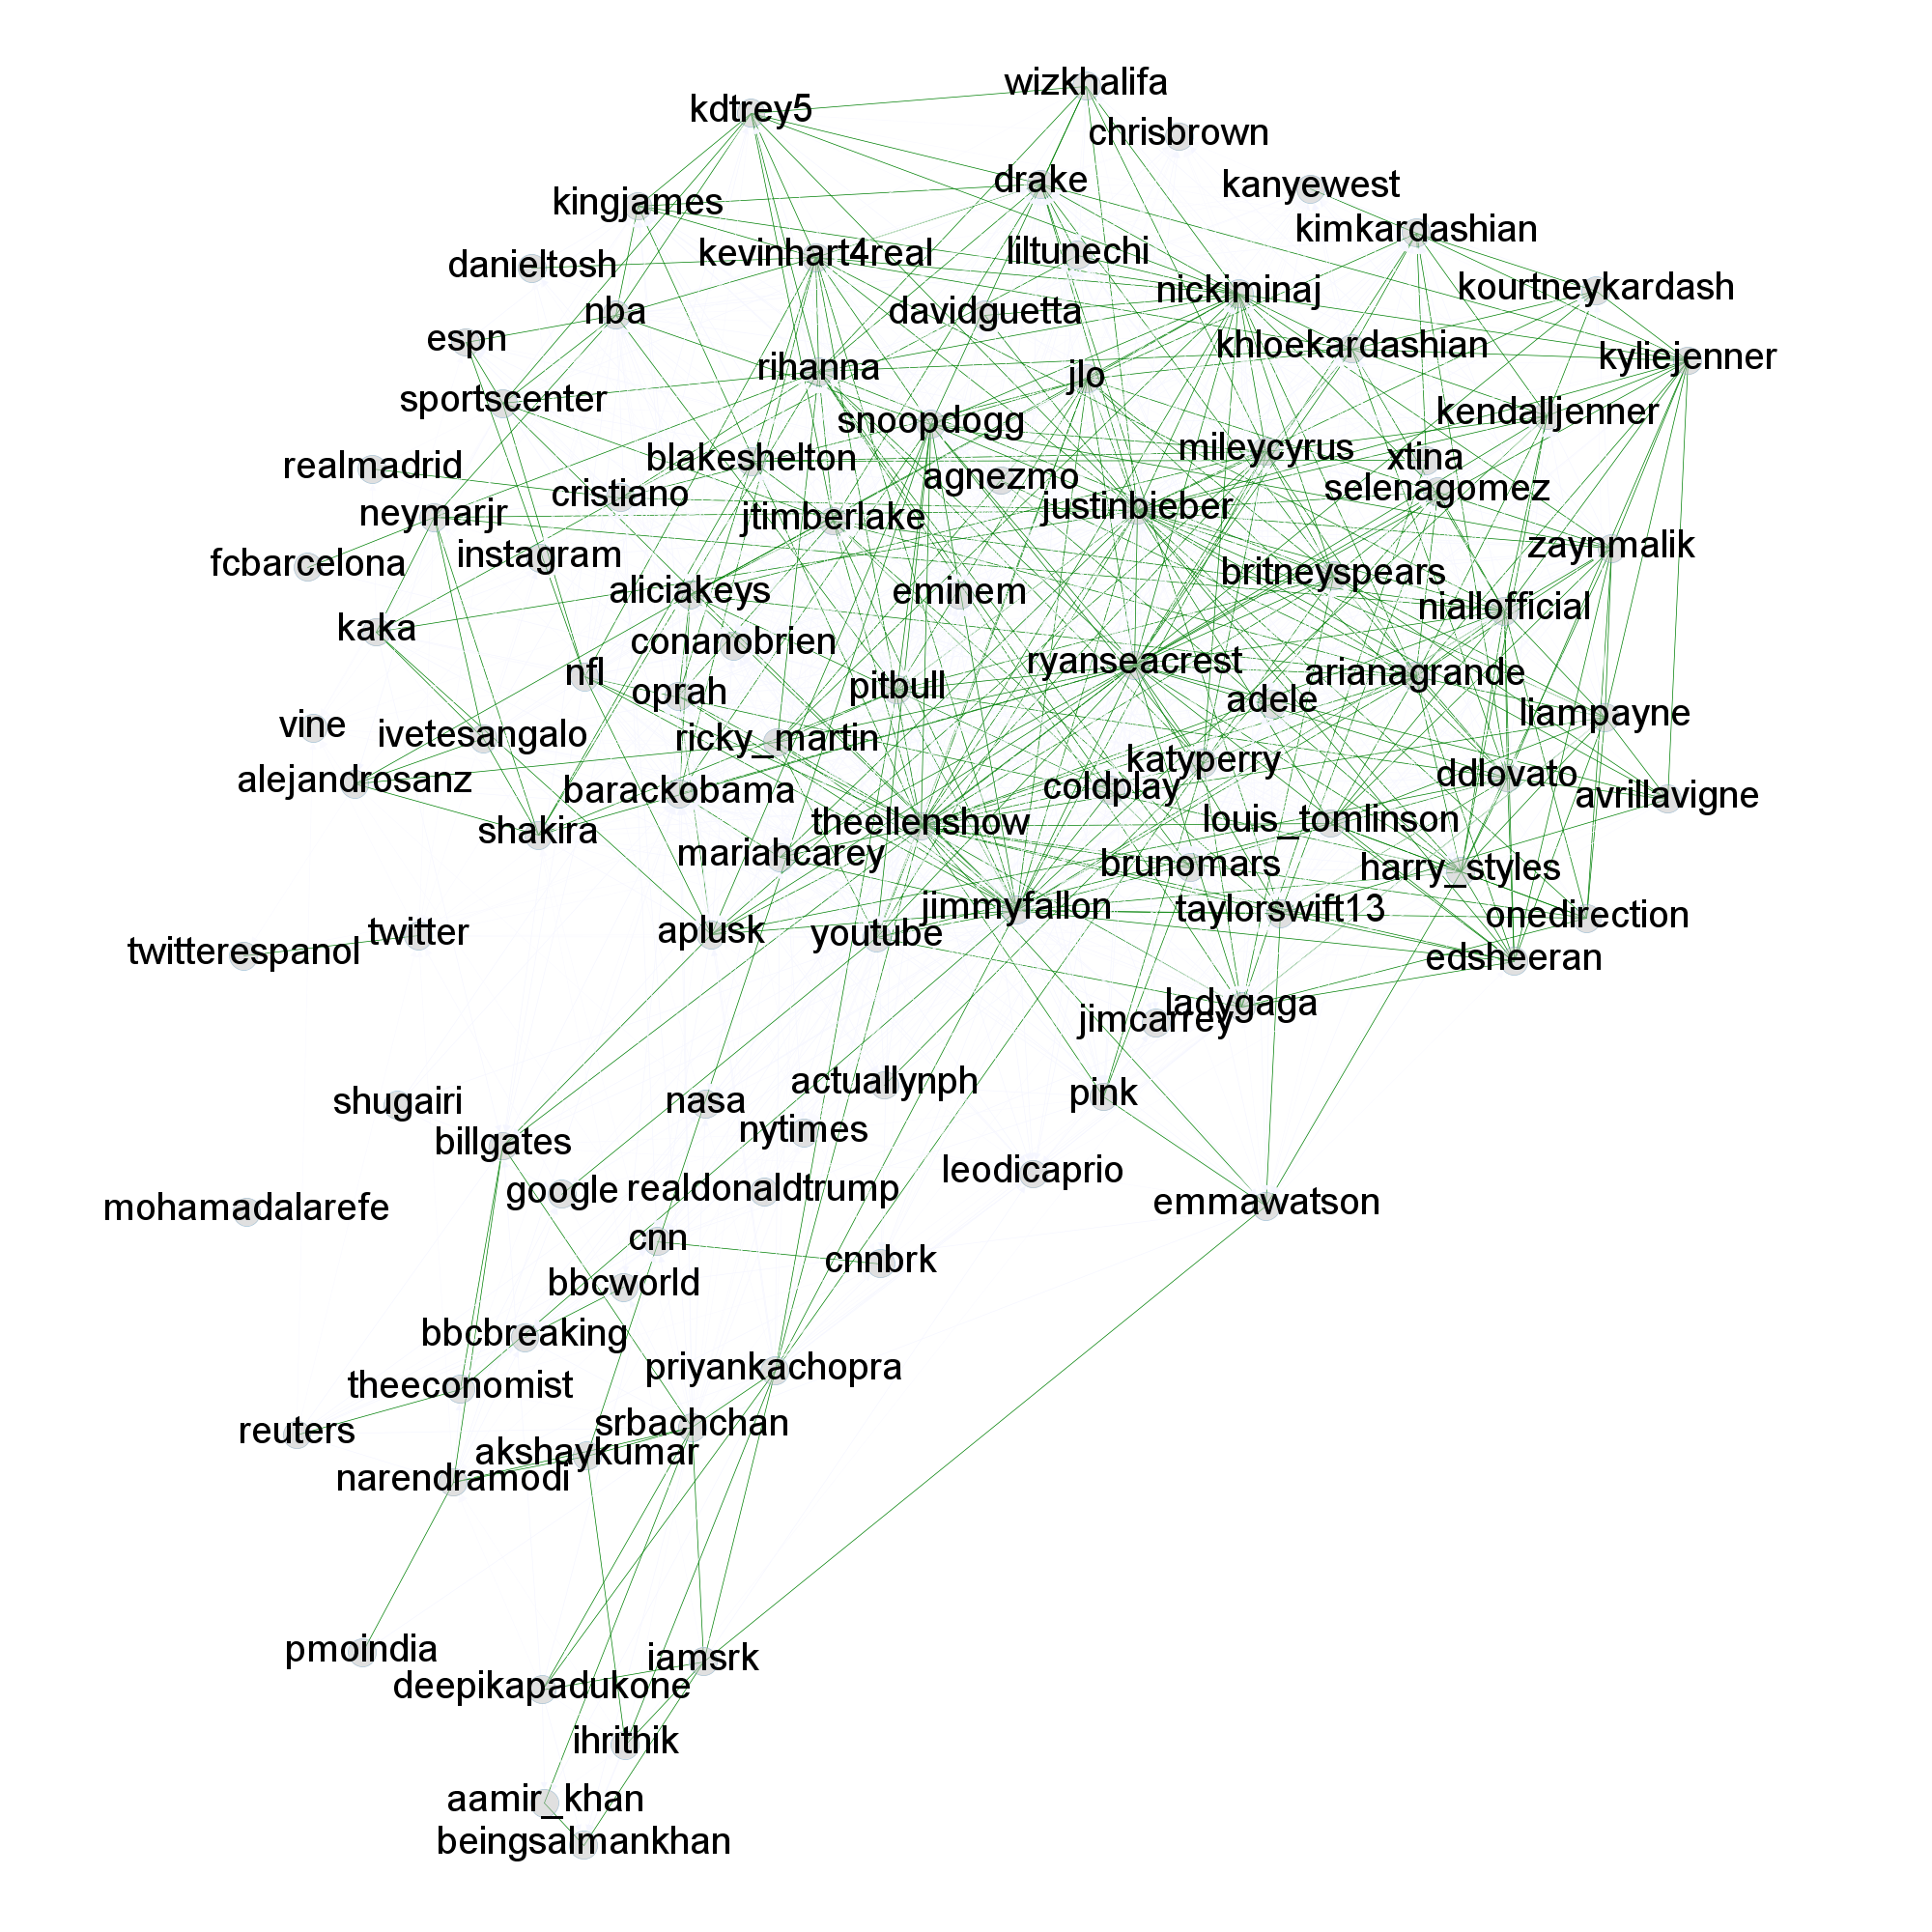 wizkhalifa
kdtrey5
chrisbrown
drake
kanyewest
kingjames
kimkardashian
kevinhart4real
liltunechi
danieltosh
nickiminaj
kourtneykardash
nba
davidguetta
espn
khloekardashian
kyliejenner
rihanna
jlo
sportscenter
kendalljenner
snoopdogg
mileycyrus
blakeshelton
xtina
realmadrid
agnezmo
selenagomez
cristiano
justinbieber
neymarjr
jtimberlake
zaynmalik
instagram
fcbarcelona
britneyspears
aliciakeys
eminem
niallofficial
kaka
conanobrien
ryanseacrest
nfl
arianagrande
oprah
pitbull
adele
liampayne
vine
ivetesangalo
ricky_martin
katyperry
alejandrosanz
ddlovato
coldplay
barackobama
avrillavigne
louis_tomlinson
theellenshow
shakira
mariahcarey
brunomars
harry_styles
jimmyfallon
taylorswift13
onedirection
twitter
aplusk
youtube
twitterespanol
edsheeran
ladygaga
jimcarrey
actuallynph
pink
shugairi
nasa
nytimes
billgates
leodicaprio
google
realdonaldtrump
emmawatson
mohamadalarefe
cnn
cnnbrk
bbcworld
bbcbreaking
priyankachopra
theeconomist
srbachchan
reuters
akshaykumar
narendramodi
pmoindia
iamsrk
deepikapadukone
ihrithik
aamir_khan
beingsalmankhan